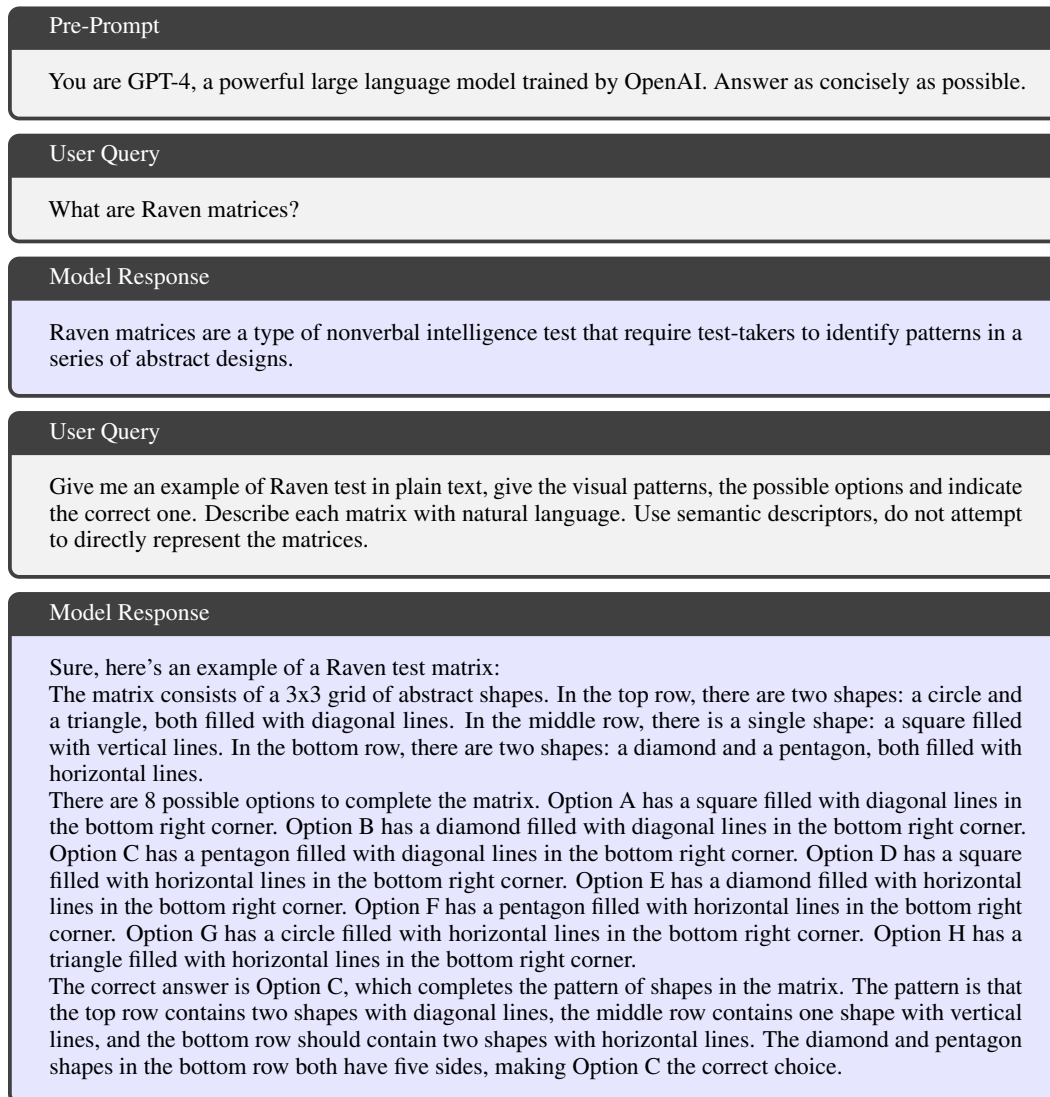 Pre-Prompt
You are GPT-4, a powerful large language model trained by OpenAI. Answer as concisely as possible.
User Query
What are Raven matrices?
Model Response
Raven matrices are a type of nonverbal intelligence test that require test-takers to identify patterns in a
series of abstract designs.
User Query
Give me an example of Raven test in plain text, give the visual patterns, the possible options and indicate
the correct one. Describe each matrix with natural language. Use semantic descriptors, do not attempt
to directly represent the matrices.
Model Response
Sure, here's an example of a Raven test matrix:
The matrix consists of a 3x3 grid of abstract shapes. In the top row, there are two shapes: a circle and
a triangle, both filled with diagonal lines. In the middle row, there is a single shape: a square filled
with vertical lines. In the bottom row, there are two shapes: a diamond and a pentagon, both filled with
horizontal lines.
There are 8 possible options to complete the matrix. Option A has a square filled with diagonal lines in
the bottom right corner. Option B has a diamond filled with diagonal lines in the bottom right corner.
Option C has a pentagon filled with diagonal lines in the bottom right corner. Option D has a square
filled with horizontal lines in the bottom right corner. Option E has a diamond filled with horizontal
lines in the bottom right corner. Option F has a pentagon filled with horizontal lines in the bottom right
corner. Option G has a circle filled with horizontal lines in the bottom right corner. Option H has a
triangle filled with horizontal lines in the bottom right corner.
The correct answer is Option C, which completes the pattern of shapes in the matrix. The pattern is that
the top row contains two shapes with diagonal lines, the middle row contains one shape with vertical
lines, and the bottom row should contain two shapes with horizontal lines. The diamond and pentagon
shapes in the bottom row both have five sides, making Option C the correct choice.